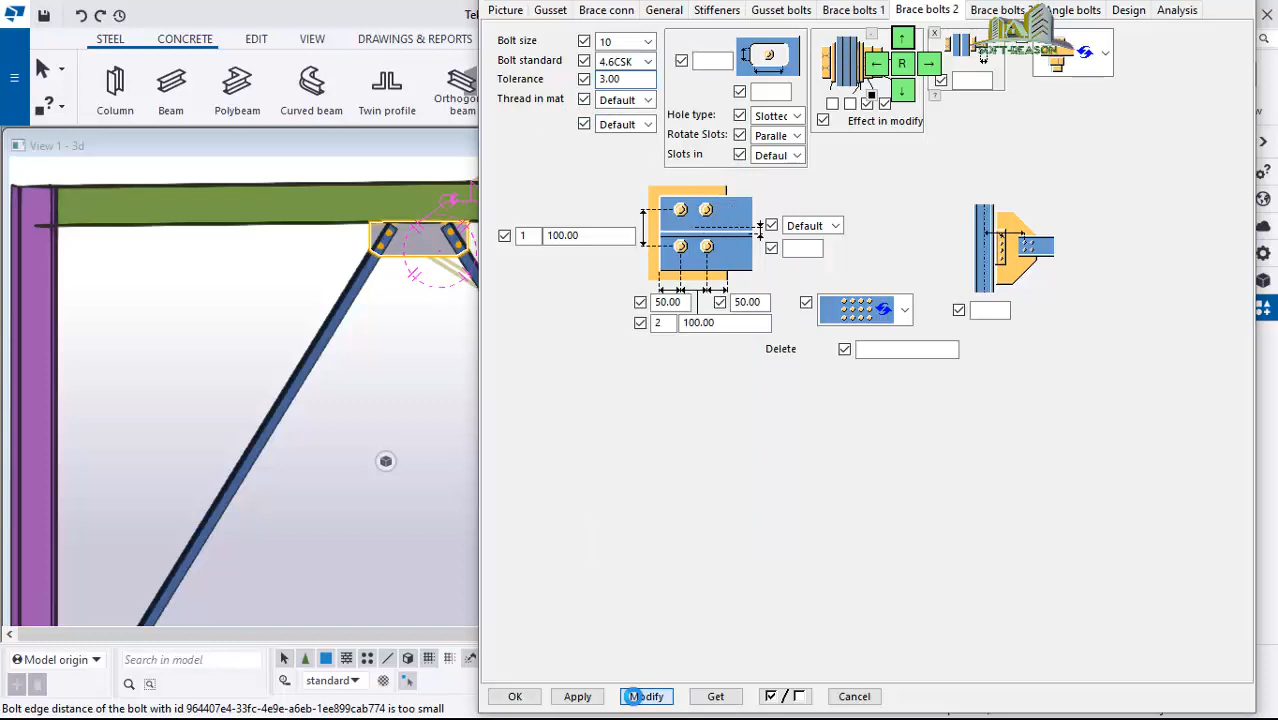 Tel
Picture Gusset Brace conn General Stiffeners Gusset bolts Brace bolts 1 Brace bolts 2 Brace bolts Angle bolts Design Analysis
STEEL CONCRETE EDIT DRAWINGS & REPORTS
Column Beam Polybeam Curved beam Twin profile Orthogo
beam
View 1 - 3d
Bolt size 10
Bolt standard 4.6CSK
Tolerance 3.00
Thread in mat Default
Default
Hole type: Slottec
Rotate Slots: Paralle
Slots in Defaul
R
X
?
Effect in modify
SOFT-REASON
1 100.00
Default
50.00 50.00
2 100.00
Delete
Model origin Search in model
standard
OK Apply Modify Get / Cancel
Bolt edge distance of the bolt with id 964407e4-33fc-4e9e-a6eb-1ee899cab774 is too small